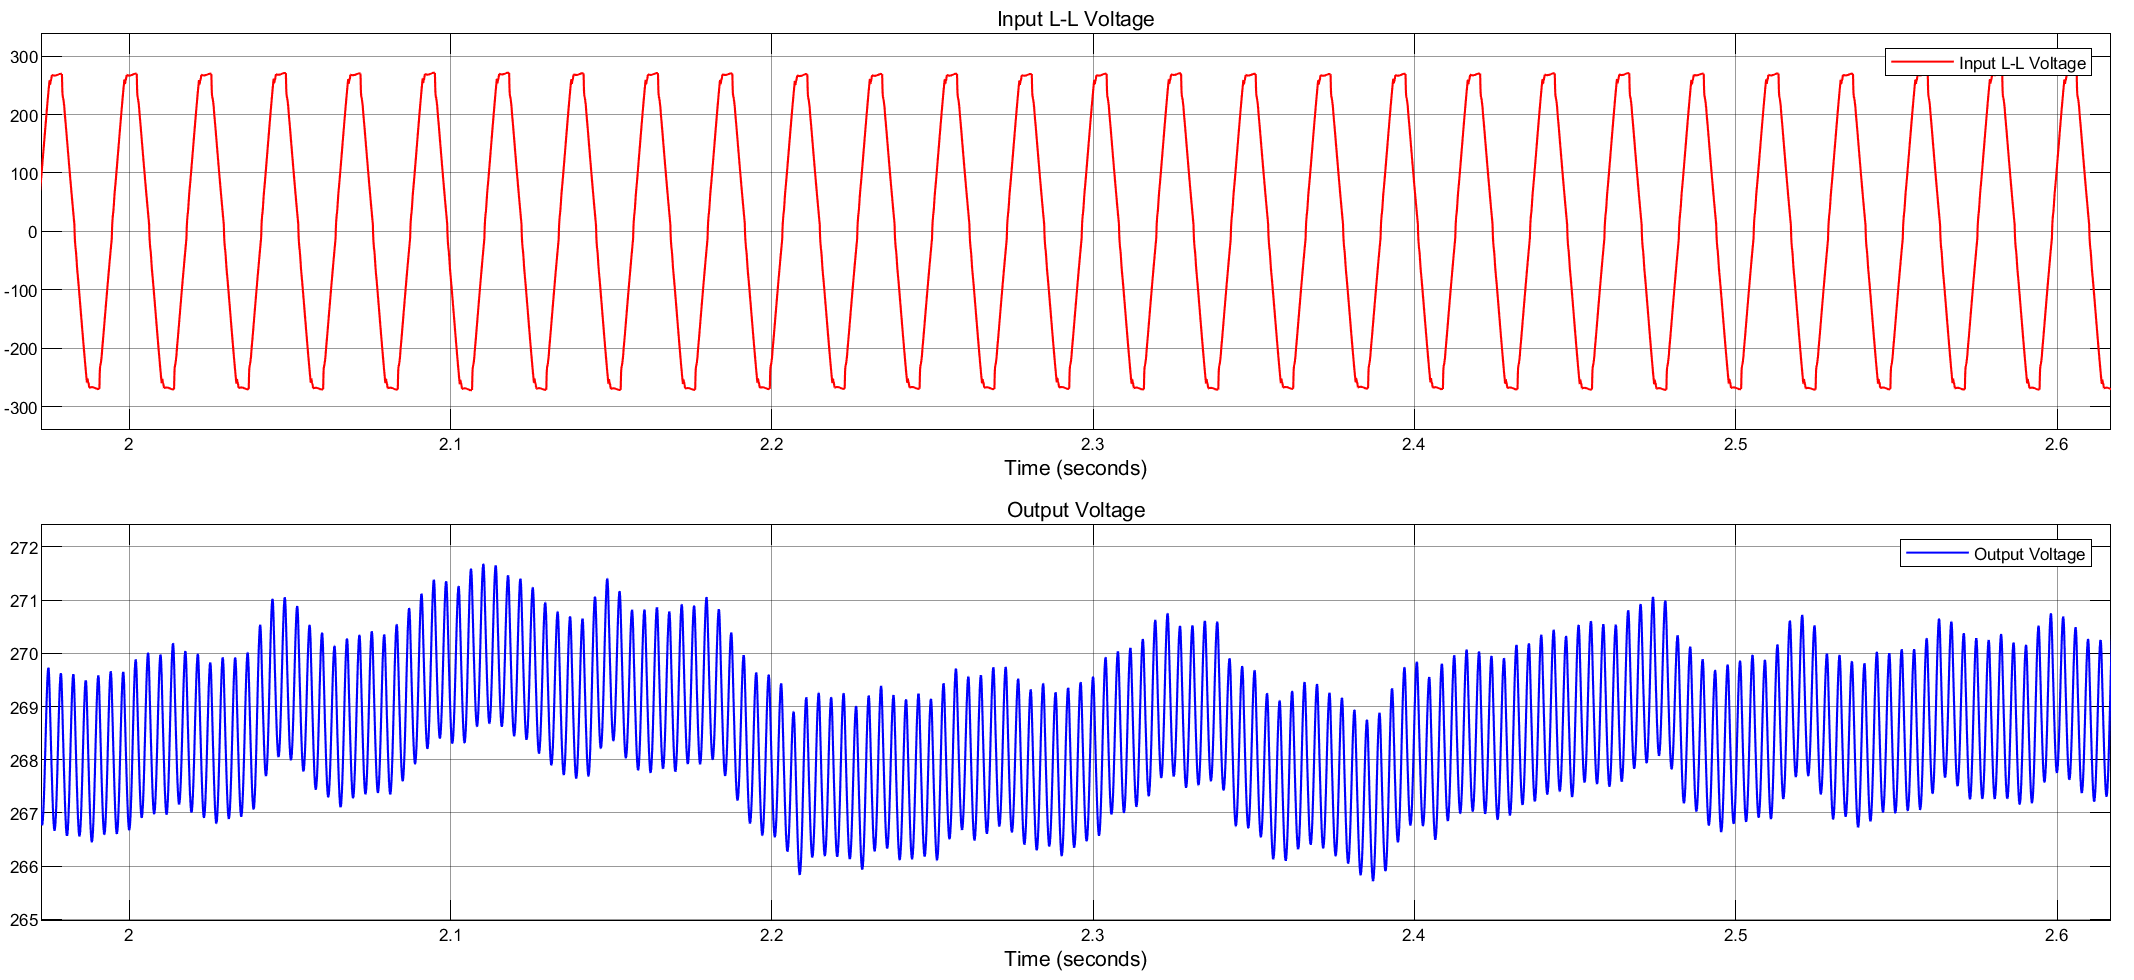 Input L-L Voltage
300
200
100
0
-100
-200
-300
Input L-L Voltage
2 2.1 2.2 2.3 2.4 2.5 2.6
Time (seconds)
Output Voltage
272
271
270
269
268
267
266
265
Output Voltage
2 2.1 2.2 2.3 2.4 2.5 2.6
Time (seconds)